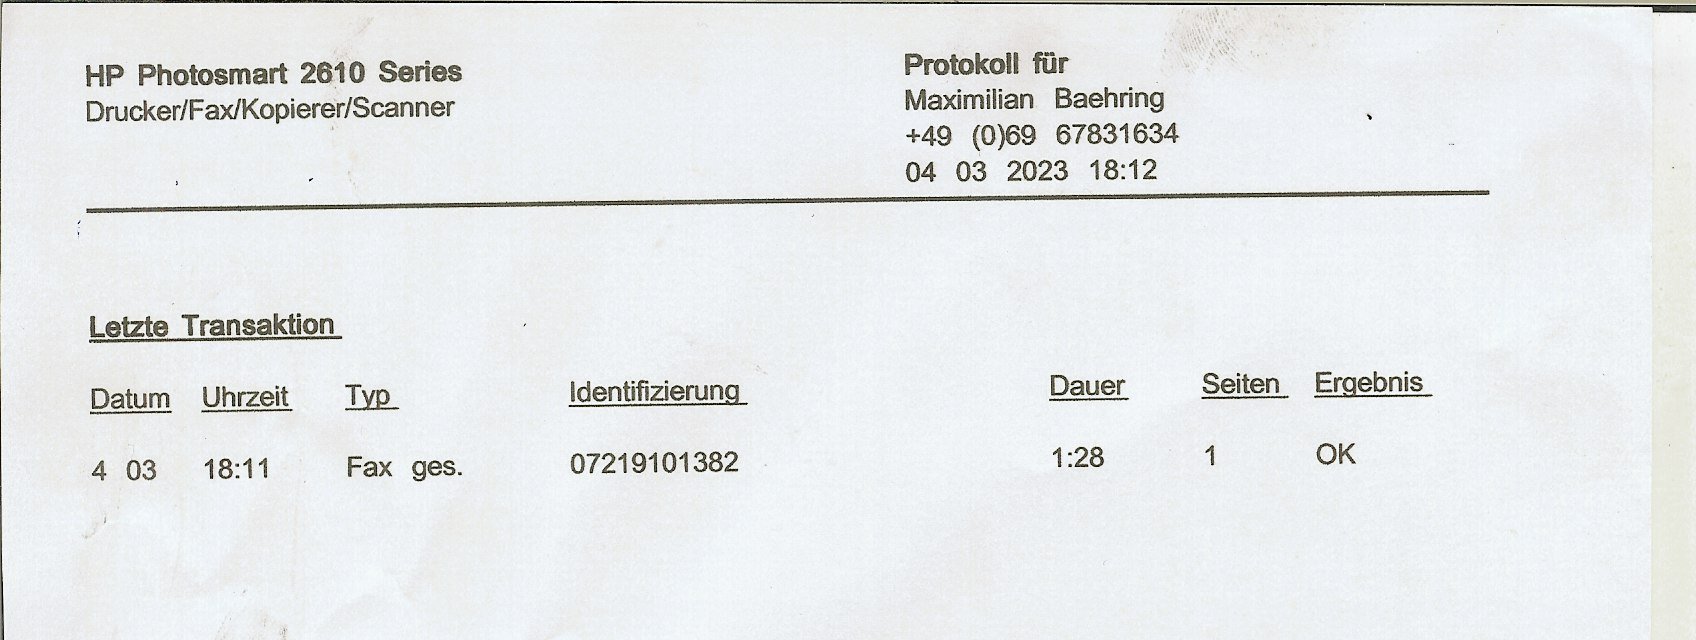 HP Photosmart 2610 Series
Drucker/Fax/Kopierer/Scanner
Protokoll für
Maximilian Baehring
+49 (0)69 67831634
04 03 2023 18:12
Letzte Transaktion
Datum Uhrzeit Typ Identifizierung Dauer Seiten Ergebnis
4 03 18:11 Fax ges. 07219101382 1:28 1 OK